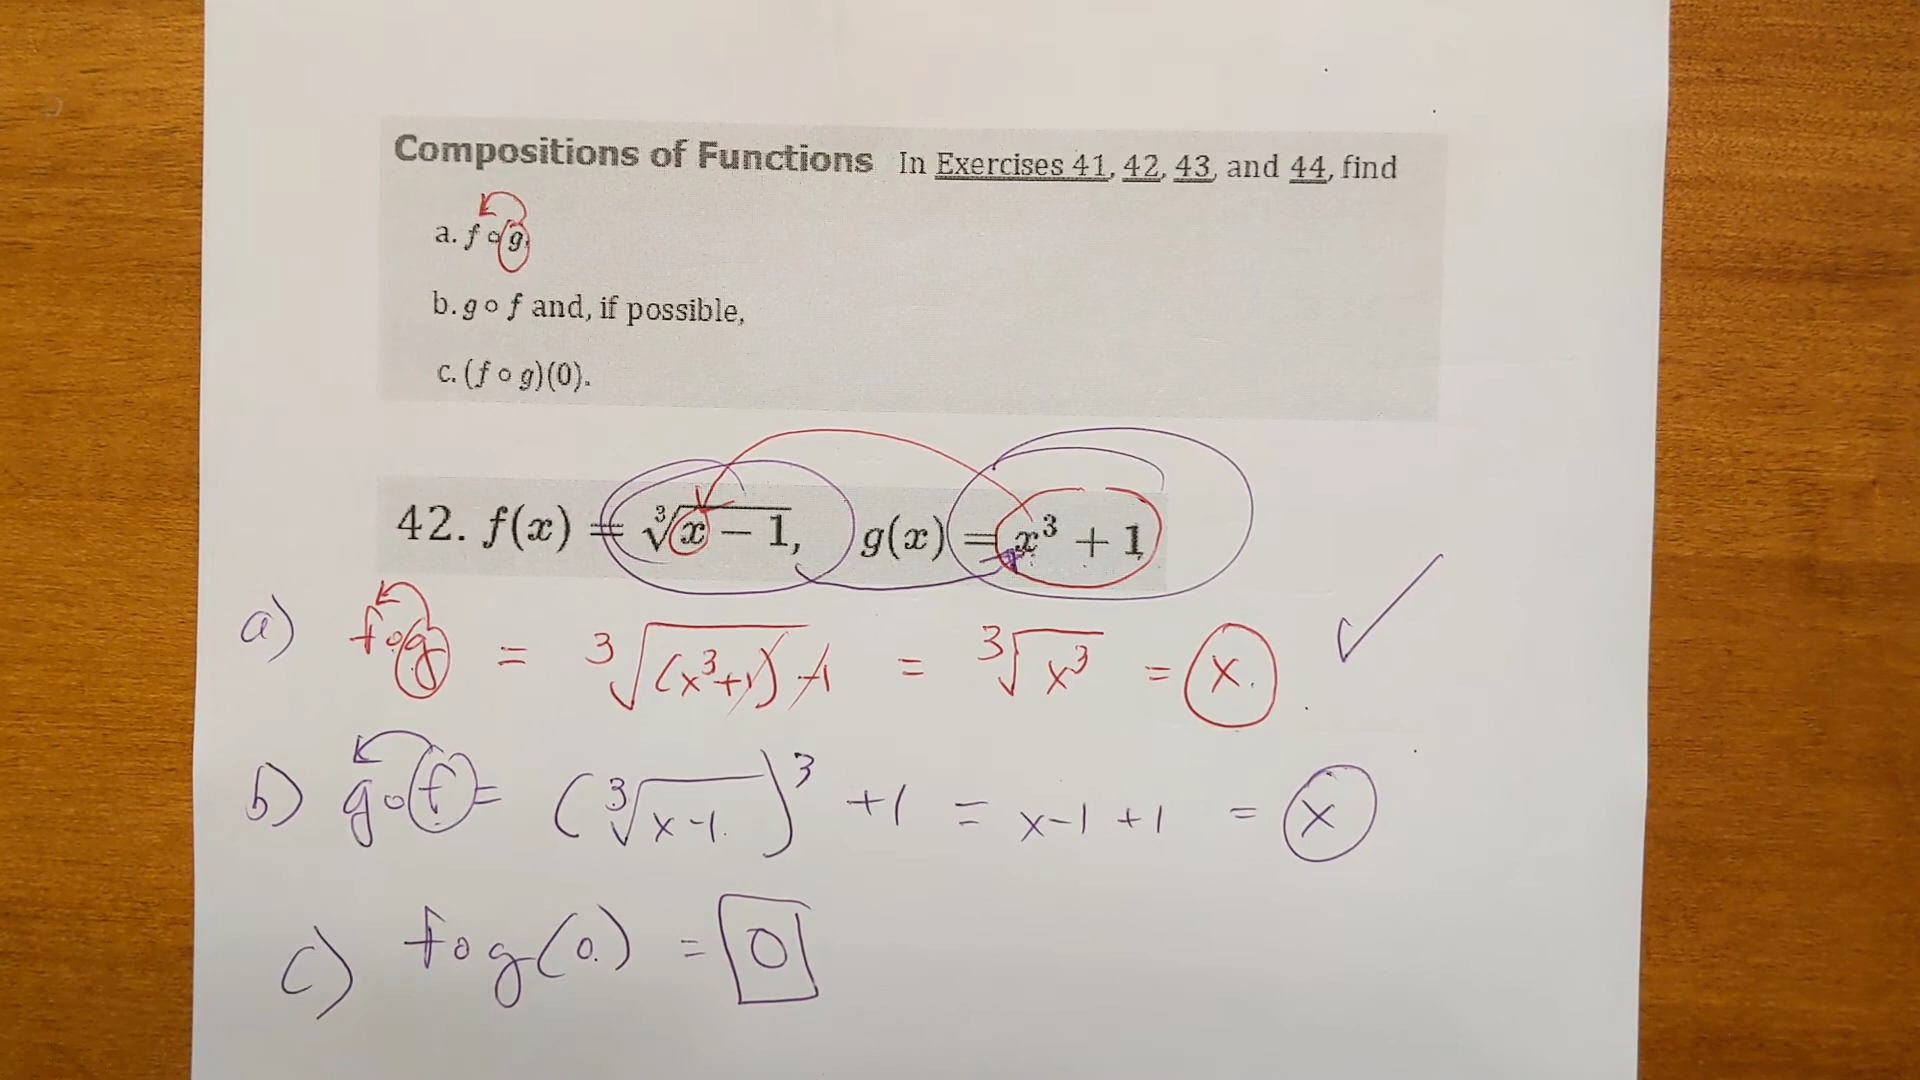 Compositions of Functions In Exercises 41, 42, 43, and 44, find
a. f ∘ g
b. g ∘ f and, if possible,
c. (f ∘ g)(0).
42. f(x) = ∛(x − 1), g(x) = x³ + 1
a) f∘g = ∛((x³+1)-1) = ∛(x³) = x. ✓
b) g∘f = (∛(x-1))³ +1 = x-1 +1 = x
c) f∘g(0) = 0